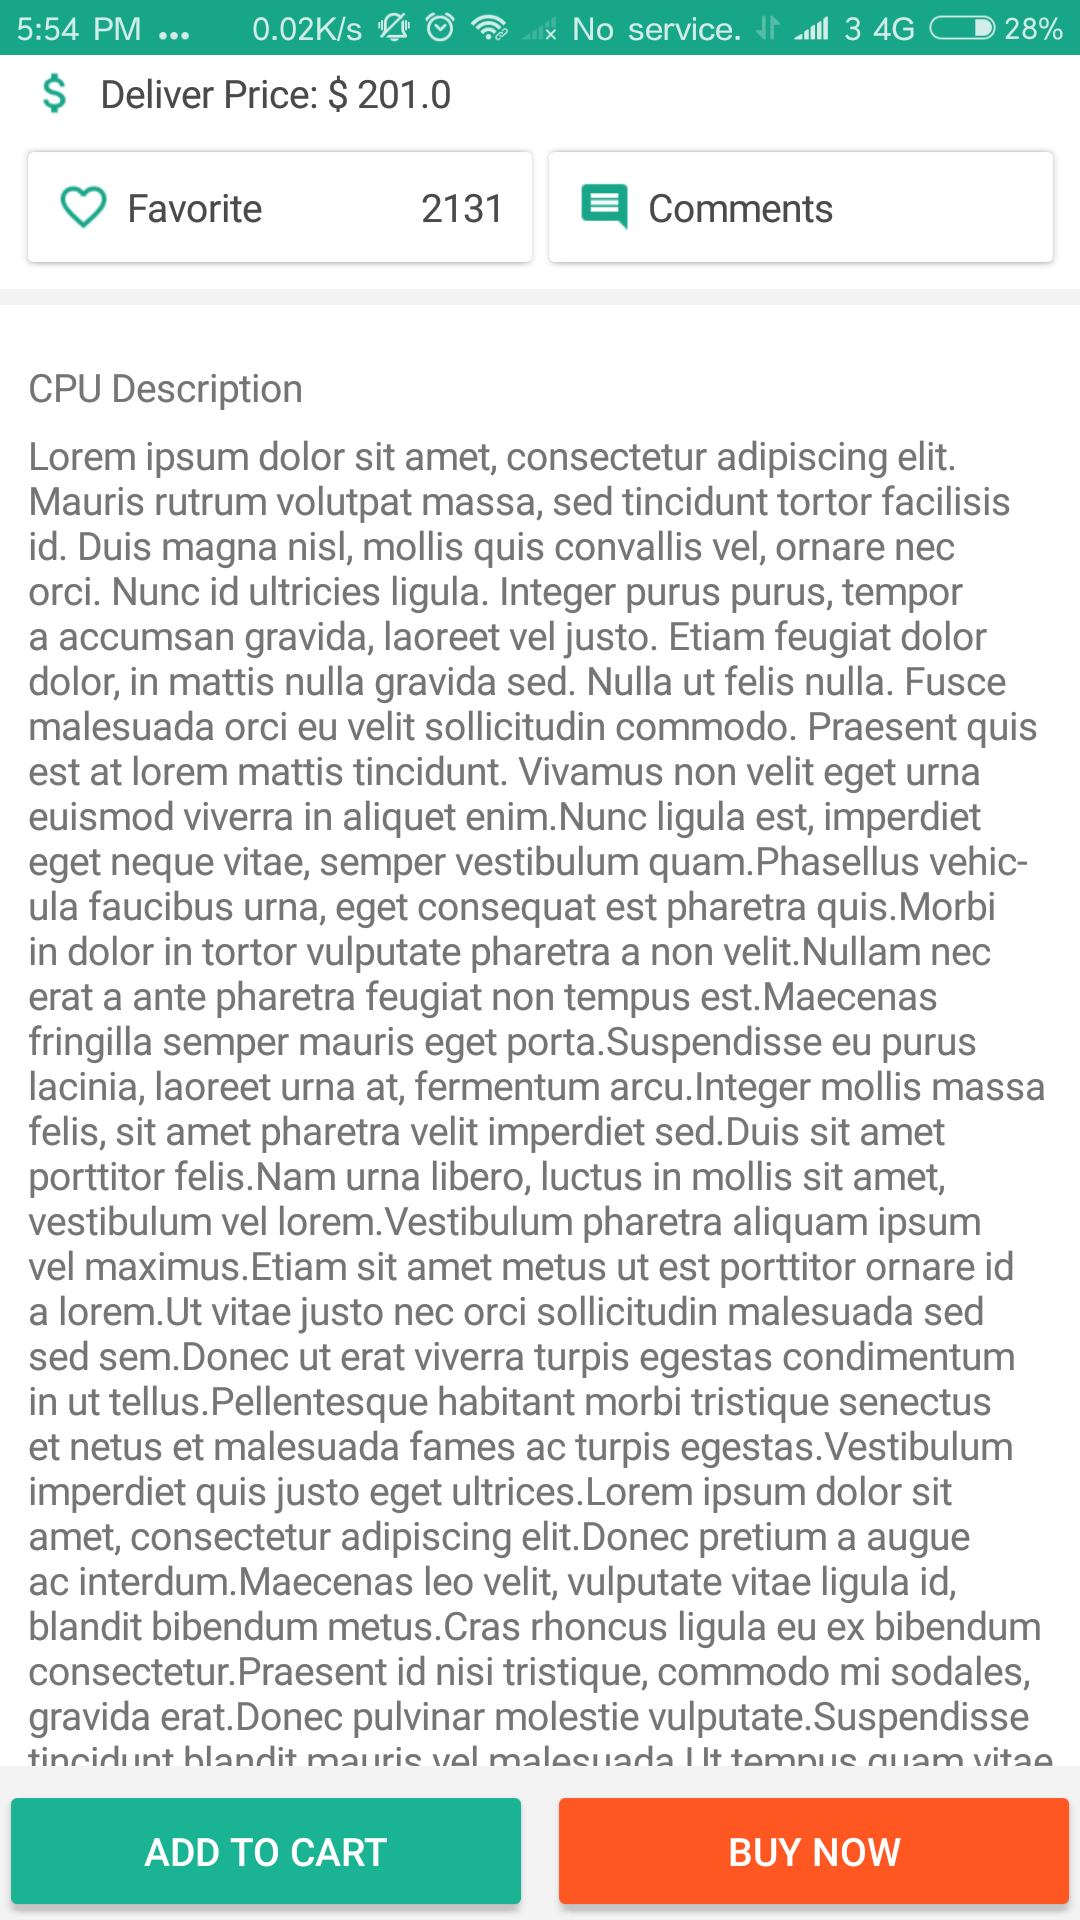 5:54 PM ... 0.02K/s No service. 3 4G 28%
$ Deliver Price: $ 201.0
Favorite 2131 Comments
CPU Description
Lorem ipsum dolor sit amet, consectetur adipiscing elit.
Mauris rutrum volutpat massa, sed tincidunt tortor facilisis
id. Duis magna nisl, mollis quis convallis vel, ornare nec
orci. Nunc id ultricies ligula. Integer purus purus, tempor
a accumsan gravida, laoreet vel justo. Etiam feugiat dolor
dolor, in mattis nulla gravida sed. Nulla ut felis nulla. Fusce
malesuada orci eu velit sollicitudin commodo. Praesent quis
est at lorem mattis tincidunt. Vivamus non velit eget urna
euismod viverra in aliquet enim.Nunc ligula est, imperdiet
eget neque vitae, semper vestibulum quam.Phasellus vehic-
ula faucibus urna, eget consequat est pharetra quis.Morbi
in dolor in tortor vulputate pharetra a non velit.Nullam nec
erat a ante pharetra feugiat non tempus est.Maecenas
fringilla semper mauris eget porta.Suspendisse eu purus
lacinia, laoreet urna at, fermentum arcu.Integer mollis massa
felis, sit amet pharetra velit imperdiet sed.Duis sit amet
porttitor felis.Nam urna libero, luctus in mollis sit amet,
vestibulum vel lorem.Vestibulum pharetra aliquam ipsum
vel maximus.Etiam sit amet metus ut est porttitor ornare id
a lorem.Ut vitae justo nec orci sollicitudin malesuada sed
sed sem.Donec ut erat viverra turpis egestas condimentum
in ut tellus.Pellentesque habitant morbi tristique senectus
et netus et malesuada fames ac turpis egestas.Vestibulum
imperdiet quis justo eget ultrices.Lorem ipsum dolor sit
amet, consectetur adipiscing elit.Donec pretium a augue
ac interdum.Maecenas leo velit, vulputate vitae ligula id,
blandit bibendum metus.Cras rhoncus ligula eu ex bibendum
consectetur.Praesent id nisi tristique, commodo mi sodales,
gravida erat.Donec pulvinar molestie vulputate.Suspendisse
tincidunt blandit mauris vel malesuada.Ut tempus quam vitae
ADD TO CART BUY NOW